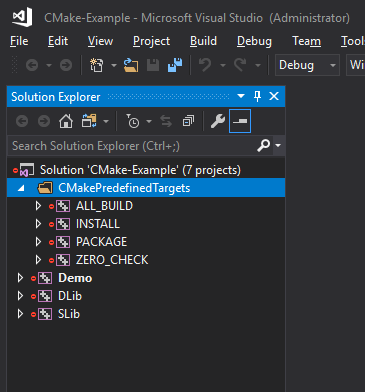 CMake-Example - Microsoft Visual Studio (Administrator)
File Edit View Project Build Debug Team Tools
Debug Wi
Solution Explorer
Search Solution Explorer (Ctrl+;)
Solution 'CMake-Example' (7 projects)
CMakePredefinedTargets
ALL_BUILD
INSTALL
PACKAGE
ZERO_CHECK
Demo
DLib
SLib